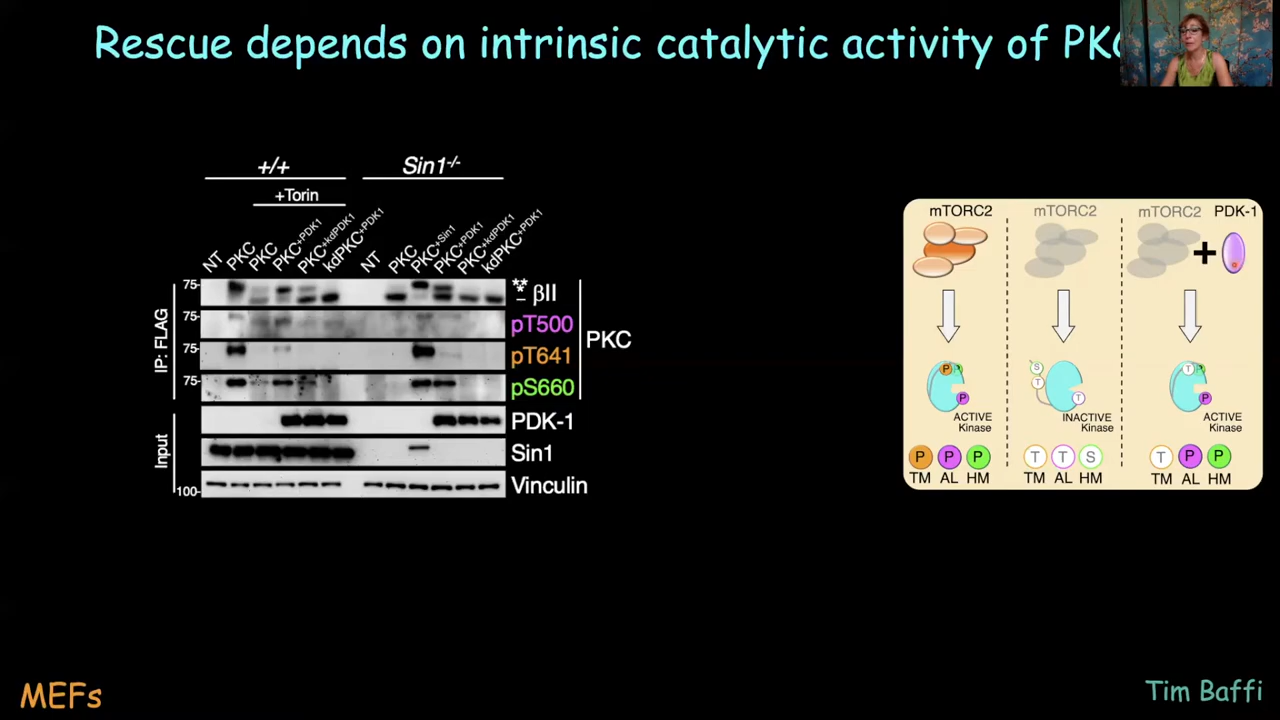 Rescue depends on intrinsic catalytic activity of PKC
+/+ Sin1-/-
+Torin
NT PKC PKC PKC+PDK1 PKC+kdPDK1 kdPKC+PDK1 NT PKC PKC+Sin1 PKC+PDK1 PKC+kdPDK1 kdPKC+PDK1
IP: FLAG
75- ** * – βII
75- pT500
75- pT641
75- pS660
PKC
Input
PDK-1
Sin1
100- Vinculin
mTORC2 mTORC2 mTORC2 PDK-1
+
P P P
S T T
T P P
ACTIVE Kinase
INACTIVE Kinase
ACTIVE Kinase
P P P T T S T P P
TM AL HM TM AL HM TM AL HM
MEFs
Tim Baffi